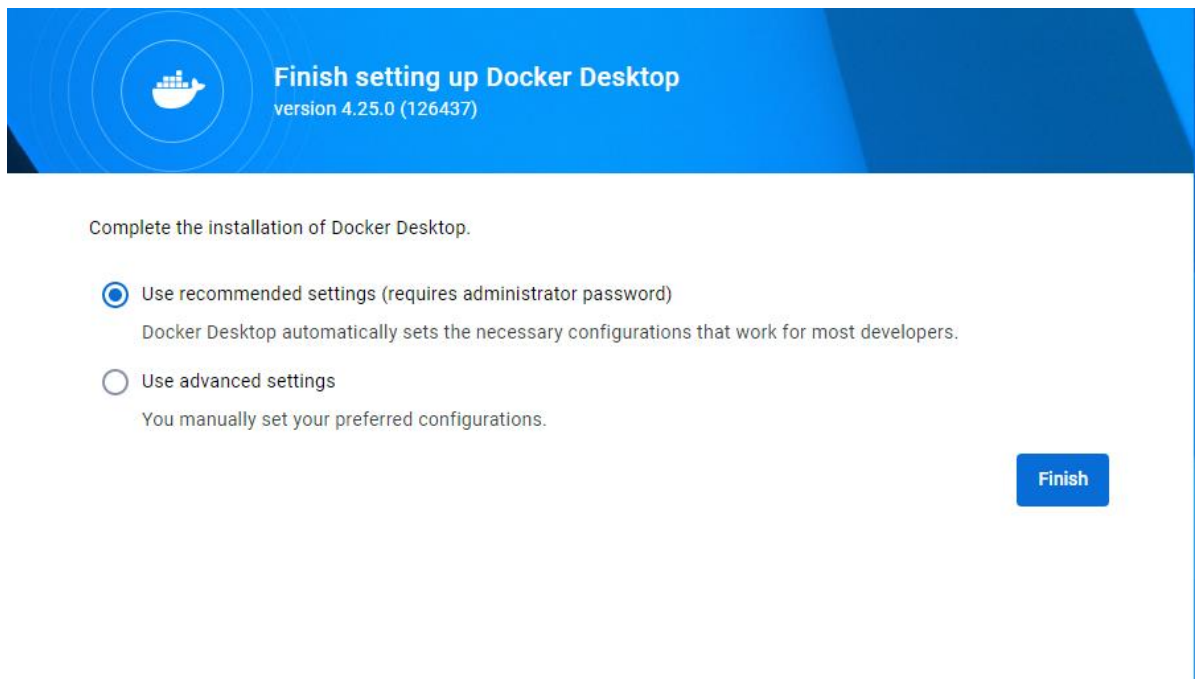 Finish setting up Docker Desktop
version 4.25.0 (126437)
Complete the installation of Docker Desktop.
Use recommended settings (requires administrator password)
Docker Desktop automatically sets the necessary configurations that work for most developers.
Use advanced settings
You manually set your preferred configurations.
Finish